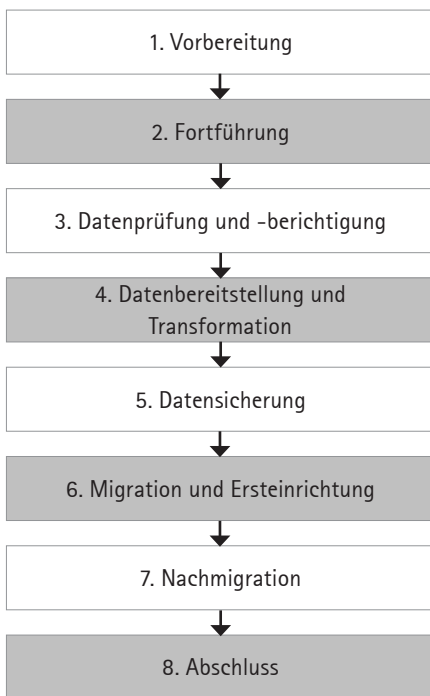 1. Vorbereitung
2. Fortführung
3. Datenprüfung und -berichtigung
4. Datenbereitstellung und
Transformation
5. Datensicherung
6. Migration und Ersteinrichtung
7. Nachmigration
8. Abschluss